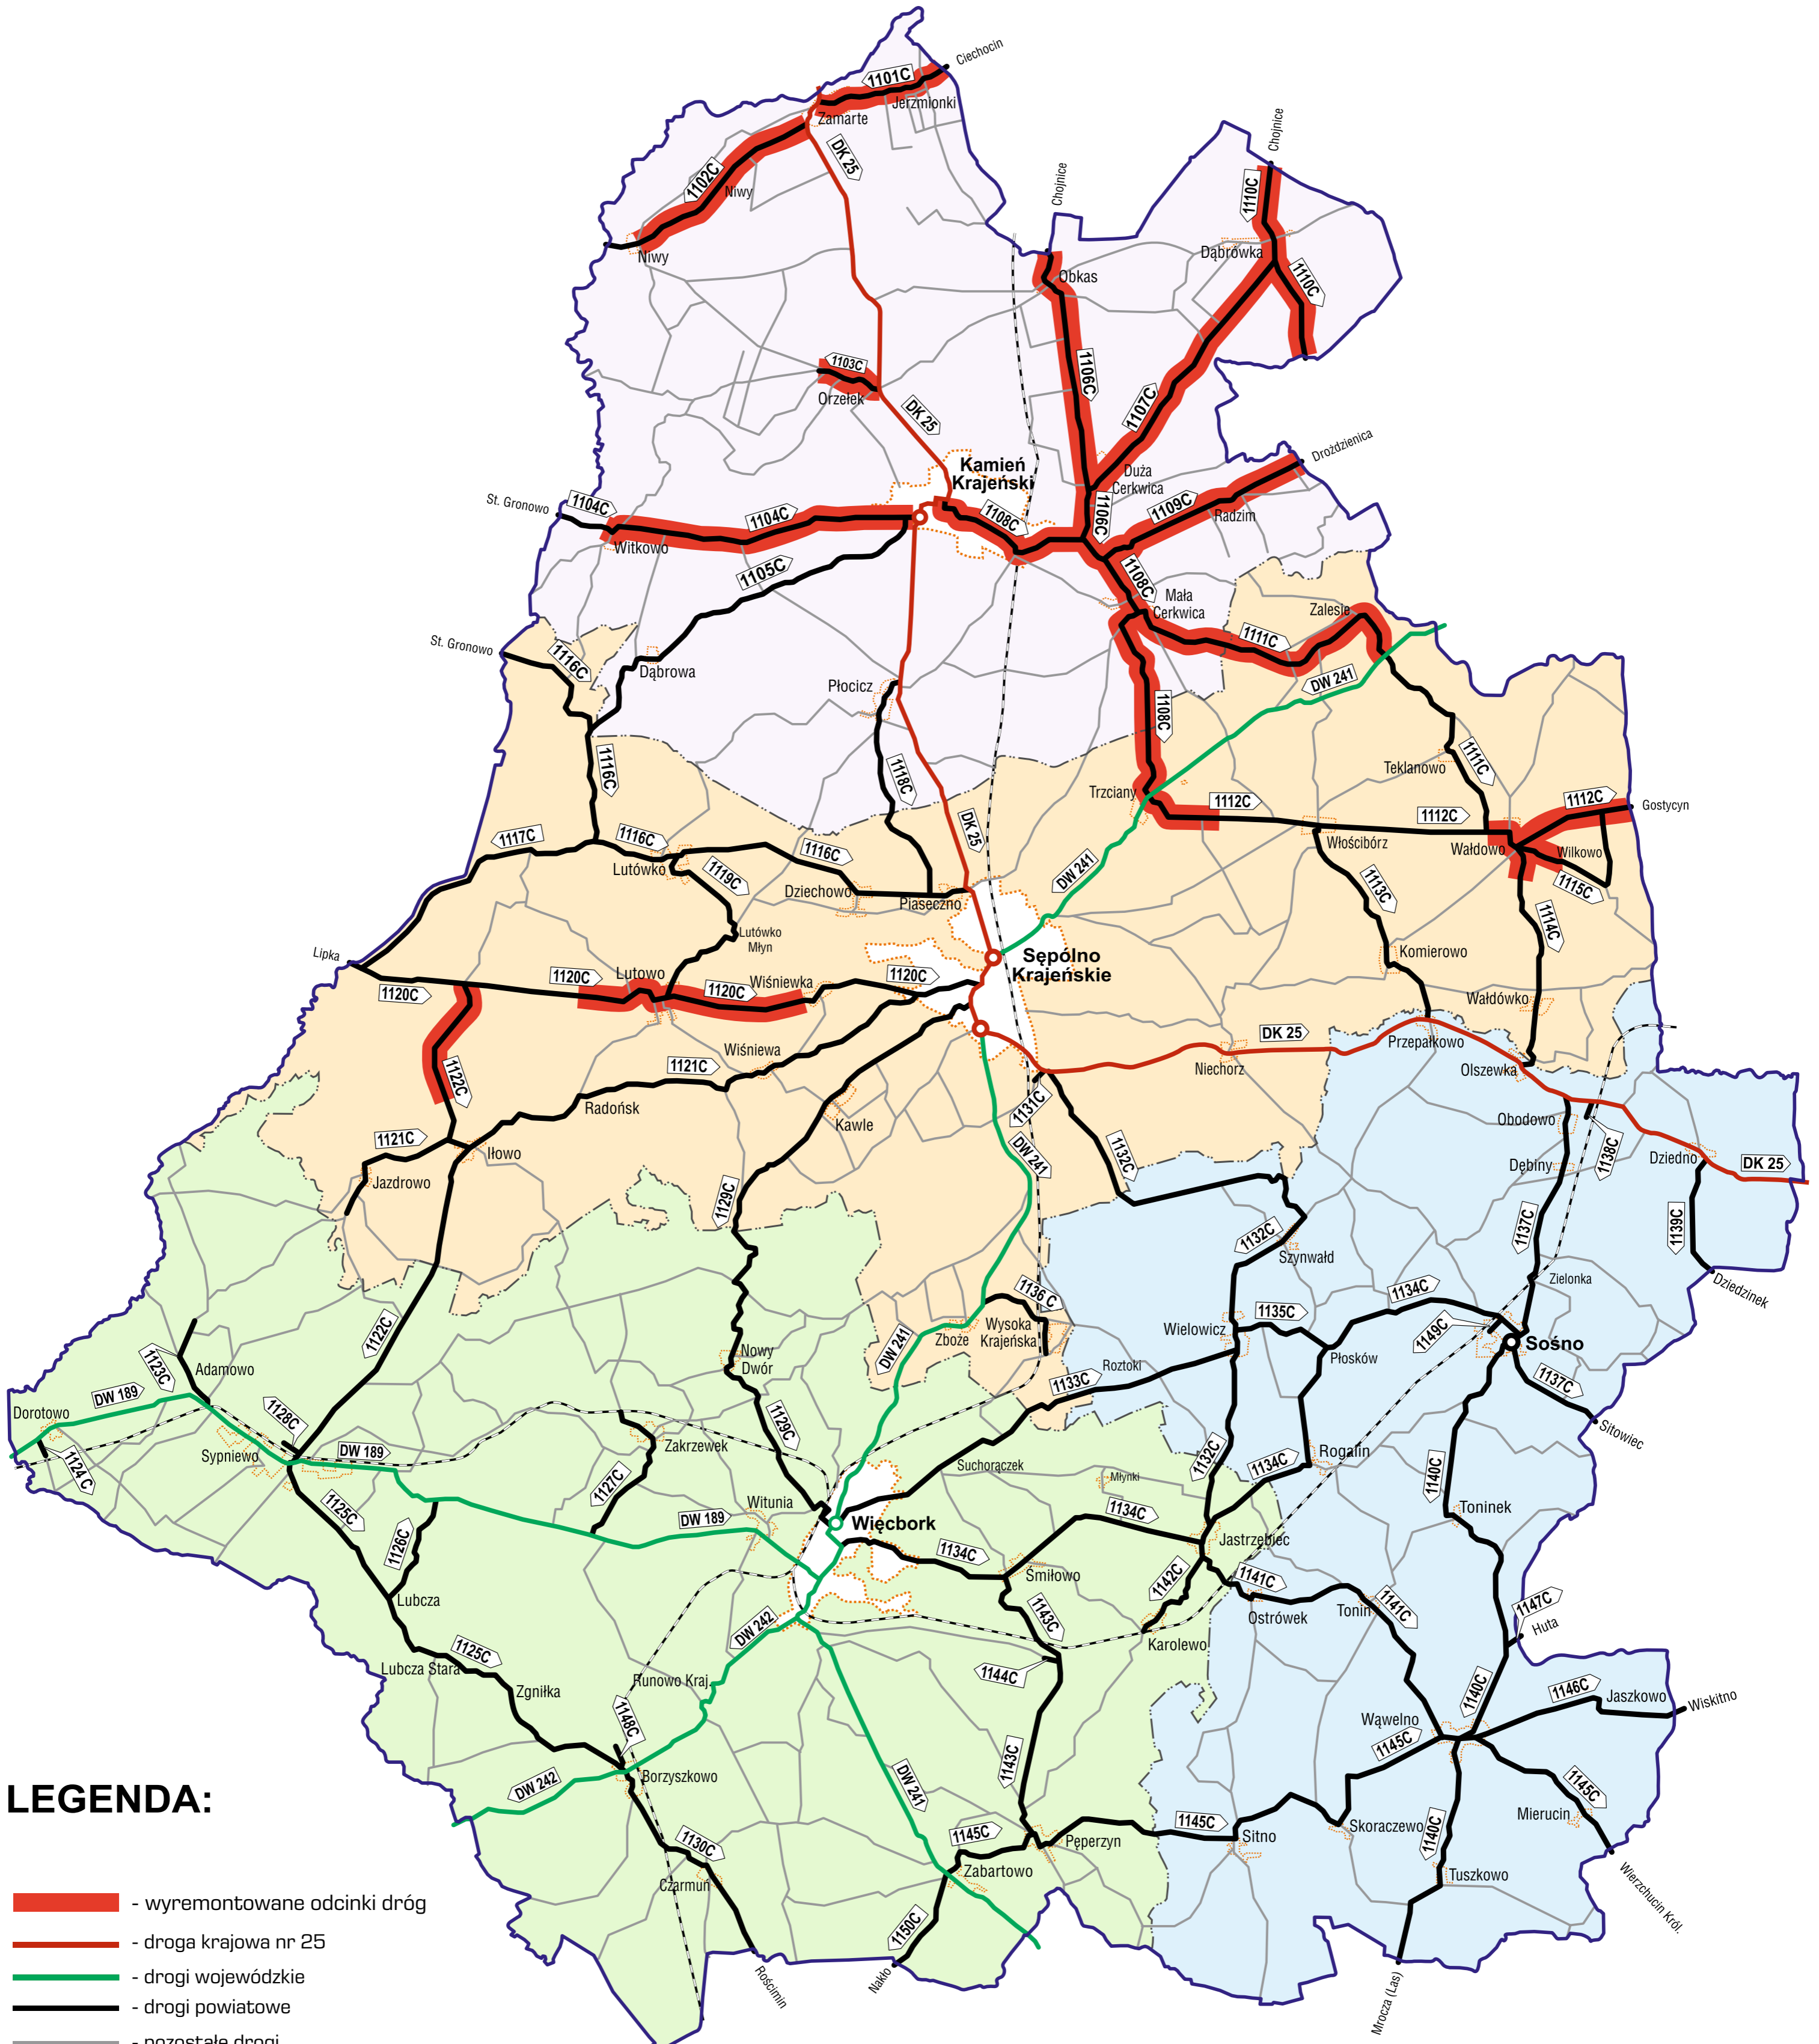 Ciechocin
1101C
Jerzmionki
Zamarte
DK 25
1102C
Niwy
Niwy
Chojnice
Chojnice
1110C
Dąbrówka
Obkas
1110C
1103C
Orzełek
1106C
1107C
DK 25
Kamień
Krajeński
Duża
Cerkwica
Drożdzienica
St. Gronowo
1104C
1104C
Witkowo
1108C
1106C
1109C
Radzim
1105C
1108C
Mała
Cerkwica
Zalesie
St. Gronowo
1116C
Dąbrowa
1111C
DW 241
Płocicz
1108C
1116C
1118C
Teklanowo
1111C
Trzciany
1112C
1112C
1112C
Gostycyn
DK 25
1117C
1116C
1116C
Lutówko
1119C
Włościbórz
Wałdowo
Wilkowo
DW 241
1113C
1115C
Dziechowo
Piaseczno
1114C
Lutówko
Młyn
Komierowo
Lipka
Sępólno
Krajeńskie
1120C
1120C
Lutowo
1120C
Wiśniewka
1120C
Wałdówko
DK 25
Przepałkowo
Wiśniewa
1121C
Niechorz
Olszewka
1122C
Radońsk
1131C
Kawle
Obodowo
1138C
1121C
Iłowo
DW 241
1132C
Dębiny
Dziedno
DK 25
Jazdrowo
1129C
1137C
1139C
1132C
Szynwałd
Dziedzinek
Zielonka
1136 C
1134C
1122C
Zboże
Wysoka
Krajeńska
Wielowicz
1135C
1149C
Sośno
Nowy
Dwór
DW 241
Roztoki
Płosków
1123C
Adamowo
1133C
1137C
DW 189
Dorotowo
1128C
1129C
Sitowiec
1124 C
Sypniewo
DW 189
Zakrzewek
Suchorączek
Młynki
1132C
1134C
Rogalin
1140C
1127C
1125C
Witunia
DW 189
Więcbork
1134C
Toninek
1126C
Jastrzębiec
1134C
Śmiłowo
1142C
1141C
Lubcza
1143C
Ostrówek
Tonin
1141C
1147C
Huta
DW 242
Karolewo
1125C
Lubcza Stara
1144C
Runowo Kraj.
Zgniłka
1140C
1146C
Jaszkowo
Wiskitno
1148C
Wąwelno
1145C
1143C
Borzyszkowo
DW 242
DW 241
1145C
Mierucin
LEGENDA:
1145C
Pęperzyn
1145C
Sitno
Skoraczewo
1140C
1130C
Zabartowo
Tuszkowo
Czarmuń
Wierzchucin Król.
1150C
Rościmin
Nakło
Mrocza (Las)
- wyremontowane odcinki dróg
- droga krajowa nr 25
- drogi wojewódzkie
- drogi powiatowe
- pozostałe drogi